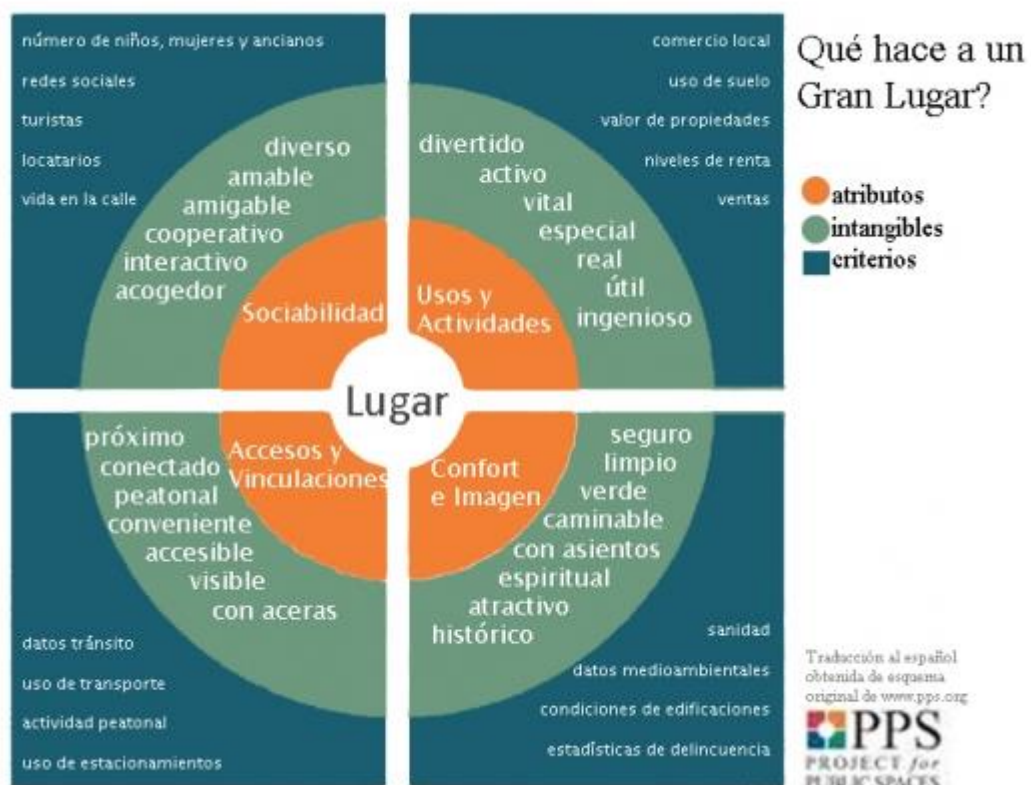 número de niños, mujeres y ancianos
redes sociales
turistas
locatarios
vida en la calle
diverso
amable
amigable
cooperativo
interactivo
acogedor
Sociabilidad
comercio local
uso de suelo
valor de propiedades
niveles de renta
ventas
divertido
activo
vital
especial
real
útil
ingenioso
Usos y
Actividades
Qué hace a un
Gran Lugar?
atributos
intangibles
criterios
Lugar
próximo
conectado
peatonal
conveniente
accesible
visible
con aceras
Accesos y
Vinculaciones
datos tránsito
uso de transporte
actividad peatonal
uso de estacionamientos
Confort
e Imagen
seguro
limpio
verde
caminable
con asientos
espiritual
atractivo
histórico
sanidad
datos medioambientales
condiciones de edificaciones
estadísticas de delincuencia
Traducción al español
obtenida de esquema
original de www.pps.org
PPS
PROJECT for
PUBLIC SPACES